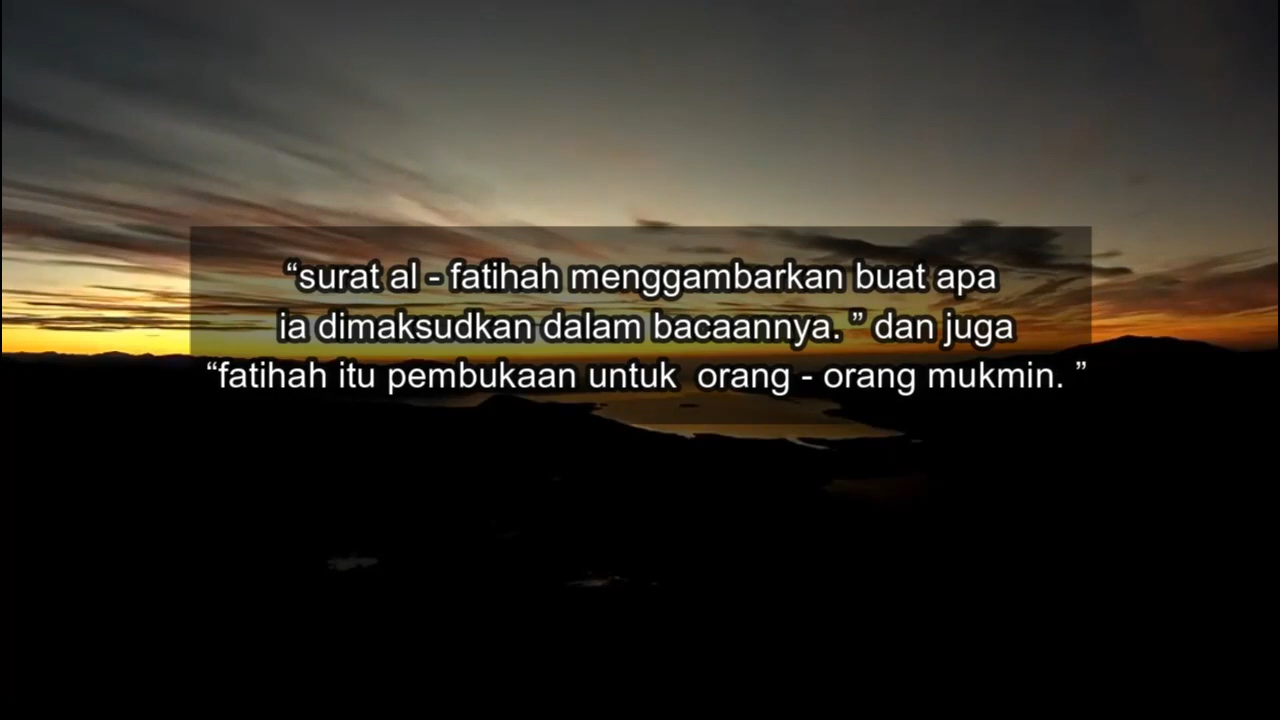 “surat al - fatihah menggambarkan buat apa
ia dimaksudkan dalam bacaannya. ” dan juga
“fatihah itu pembukaan untuk  orang - orang mukmin. ”